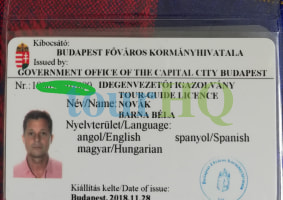 Kibocsátó:
BUDAPEST FŐVÁROS KORMÁNYHIVATALA
Issued by:
GOVERNMENT OFFICE OF THE CAPITAL CITY BUDAPEST
Nr.: IDEGENVEZETŐI IGAZOLVÁNY
TOUR GUIDE LICENCE
Név/Name: NOVÁK
BARNA BÉLA
Nyelvterület/Language:
angol/English spanyol/Spanish
magyar/Hungarian
Kiállítás kelte/Date of issue:
Budapest, 2018.11.28